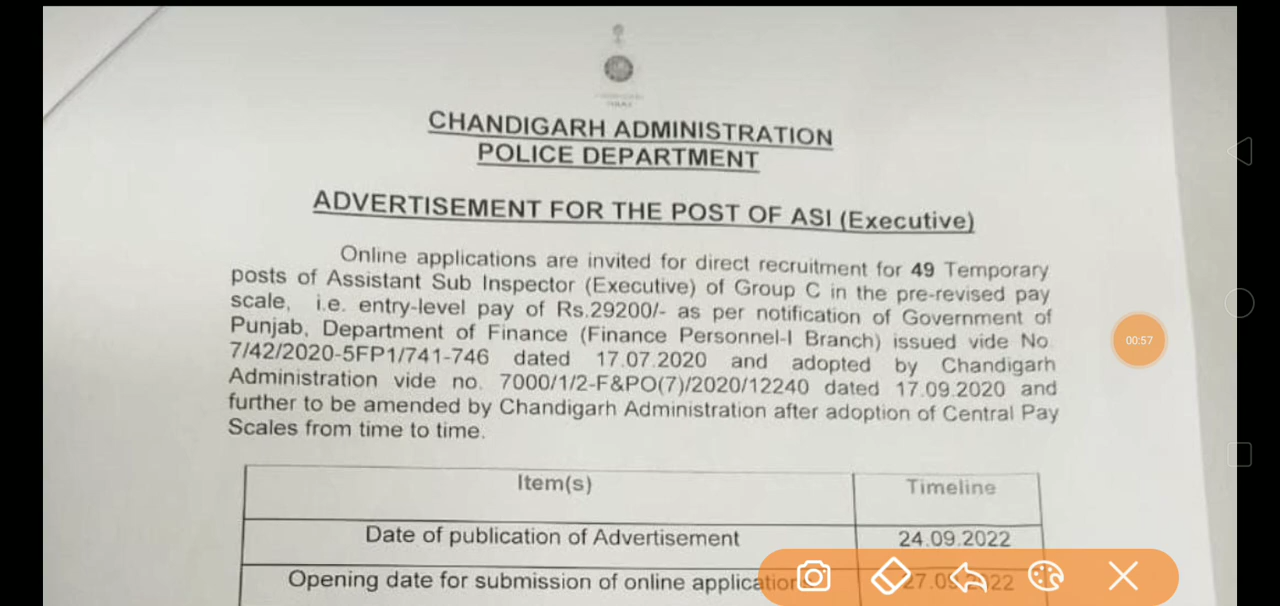 CHANDIGARH ADMINISTRATION
POLICE DEPARTMENT
ADVERTISEMENT FOR THE POST OF ASI (Executive)
Online applications are invited for direct recruitment for 49 Temporary
posts of Assistant Sub Inspector (Executive) of Group C in the pre-revised pay
scale, i.e. entry-level pay of Rs.29200/- as per notification of Government of
Punjab, Department of Finance (Finance Personnel-I Branch) issued vide No.
7/42/2020-5FP1/741-746 dated 17.07.2020 and adopted by Chandigarh
Administration vide no. 7000/1/2-F&PO(7)/2020/12240 dated 17.09.2020 and
further to be amended by Chandigarh Administration after adoption of Central Pay
Scales from time to time.
Item(s) Timeline
Date of publication of Advertisement 24.09.2022
Opening date for submission of online
00:57